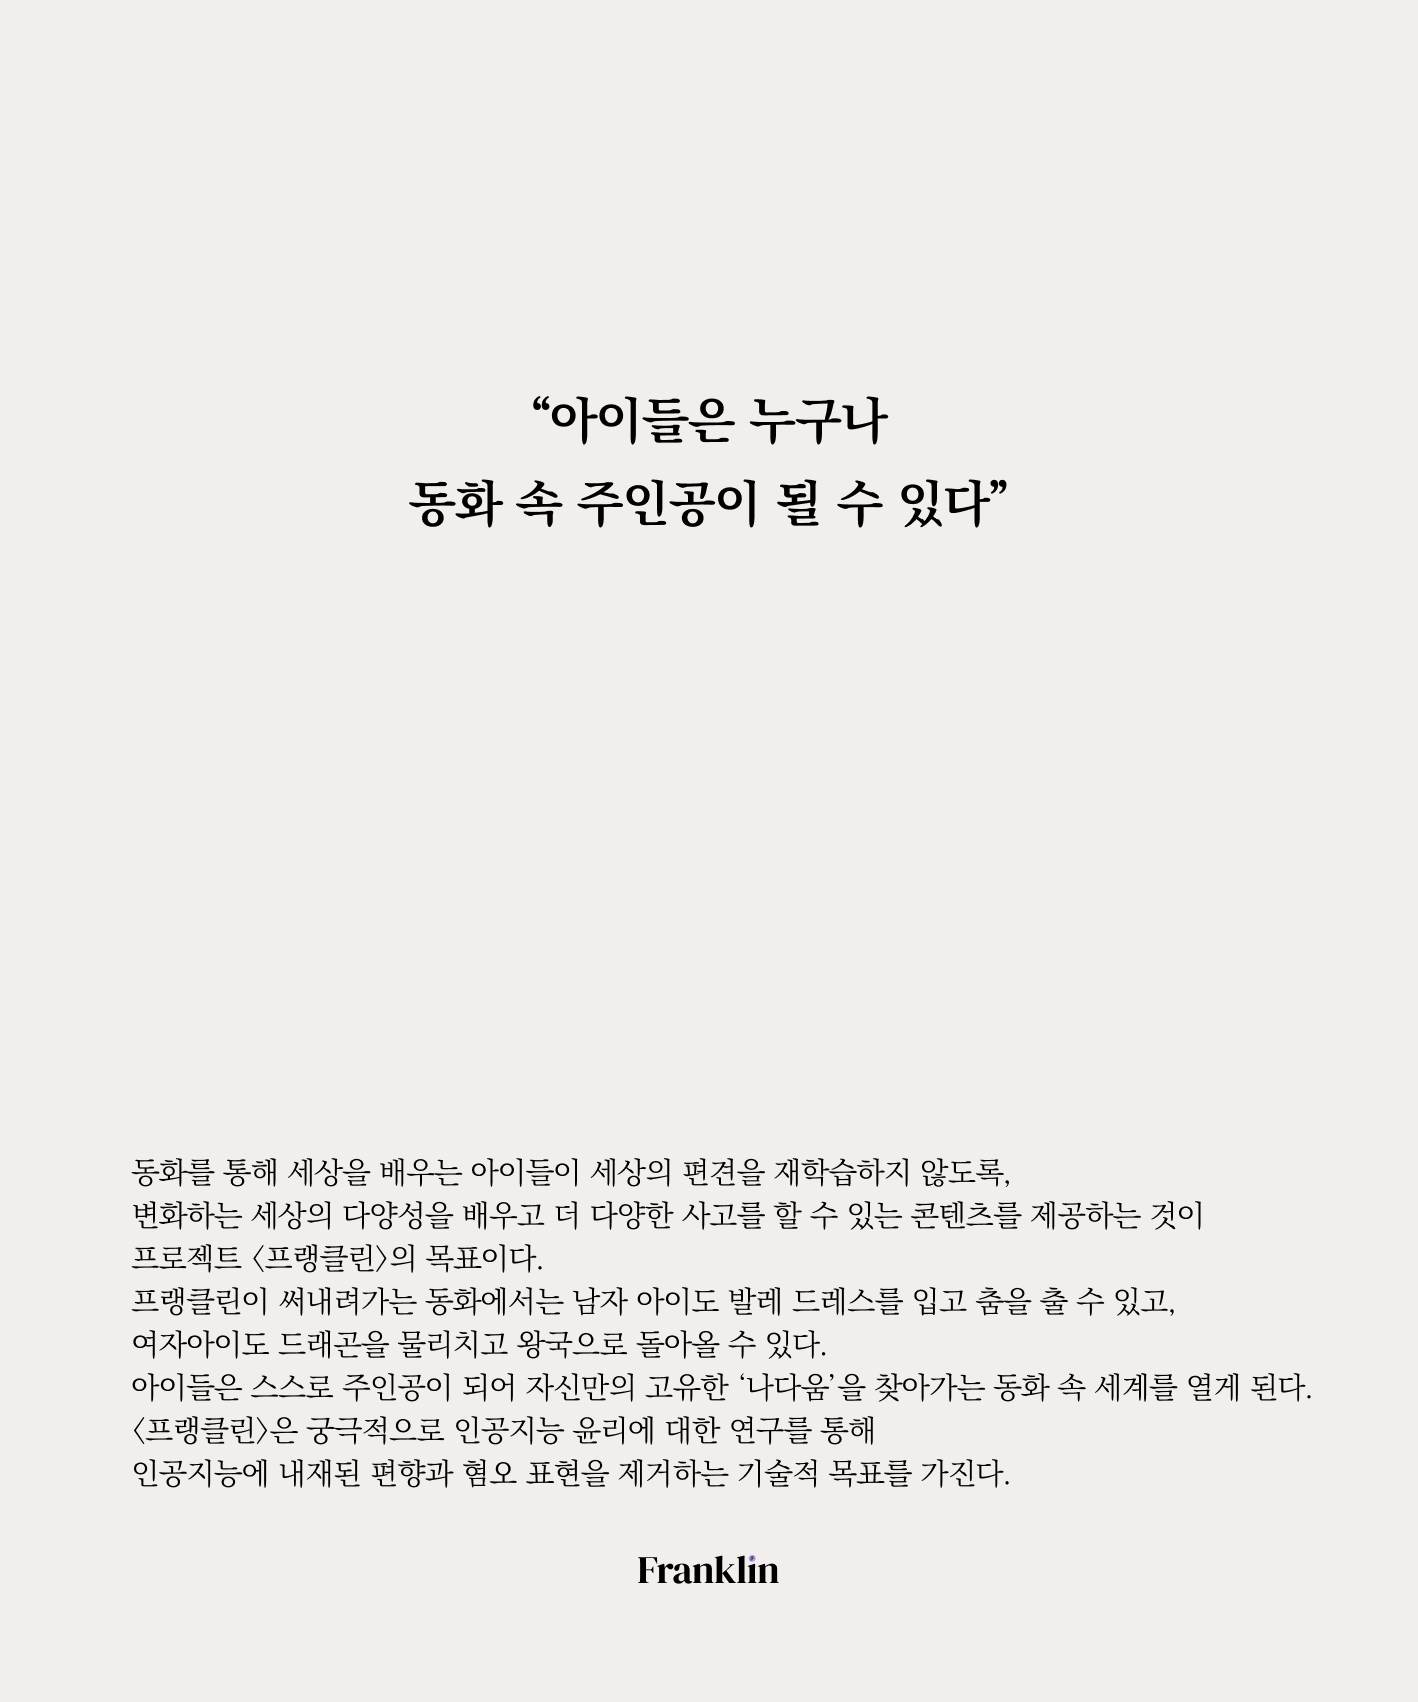 “아이들은 누구나
동화 속 주인공이 될 수 있다”
동화를 통해 세상을 배우는 아이들이 세상의 편견을 재학습하지 않도록,
변화하는 세상의 다양성을 배우고 더 다양한 사고를 할 수 있는 콘텐츠를 제공하는 것이
프로젝트 〈프랭클린〉의 목표이다.
프랭클린이 써내려가는 동화에서는 남자 아이도 발레 드레스를 입고 춤을 출 수 있고,
여자아이도 드래곤을 물리치고 왕국으로 돌아올 수 있다.
아이들은 스스로 주인공이 되어 자신만의 고유한 ‘나다움’을 찾아가는 동화 속 세계를 열게 된다.
〈프랭클린〉은 궁극적으로 인공지능 윤리에 대한 연구를 통해
인공지능에 내재된 편향과 혐오 표현을 제거하는 기술적 목표를 가진다.
Franklin